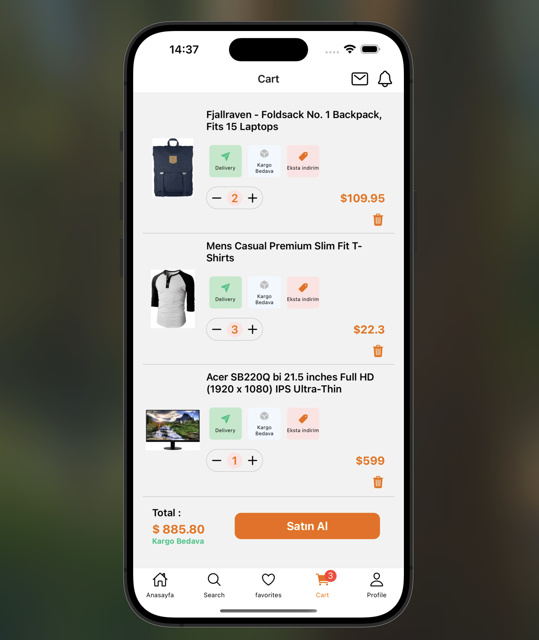 14:37
Cart
Fjallraven - Foldsack No. 1 Backpack,
Fits 15 Laptops
Delivery
Kargo
Bedava
Eksta indirim
2
$109.95
Mens Casual Premium Slim Fit T-
Shirts
Delivery
Kargo
Bedava
Eksta indirim
3
$22.3
Acer SB220Q bi 21.5 inches Full HD
(1920 x 1080) IPS Ultra-Thin
Delivery
Kargo
Bedava
Eksta indirim
1
$599
Total :
$ 885.80
Kargo Bedava
Satın Al
3
Anasayfa
Search
favorites
Cart
Profile